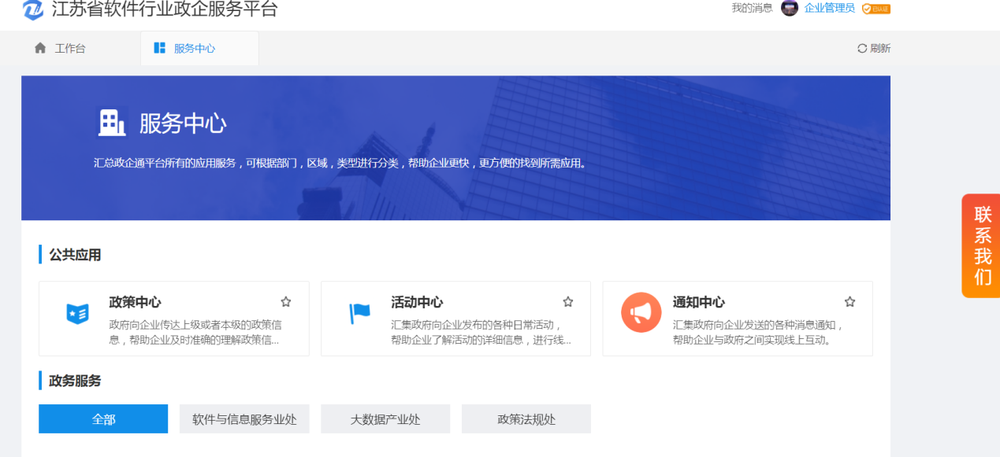 江苏省软件行业政企服务平台
我的消息 企业管理员 已认证
工作台 服务中心 刷新
服务中心
汇总政企通平台所有的应用服务，可根据部门，区域，类型进行分类，帮助企业更快，更方便的找到所需应用。
联系我们
公共应用
政策中心
政府向企业传达上级或者本级的政策信
息，帮助企业及时准确的理解政策信...
活动中心
汇集政府向企业发布的各种日常活动，
帮助企业了解活动的详细信息，进行线...
通知中心
汇集政府向企业发送的各种消息通知，
帮助企业与政府之间实现线上互动。
政务服务
全部 软件与信息服务业处 大数据产业处 政策法规处